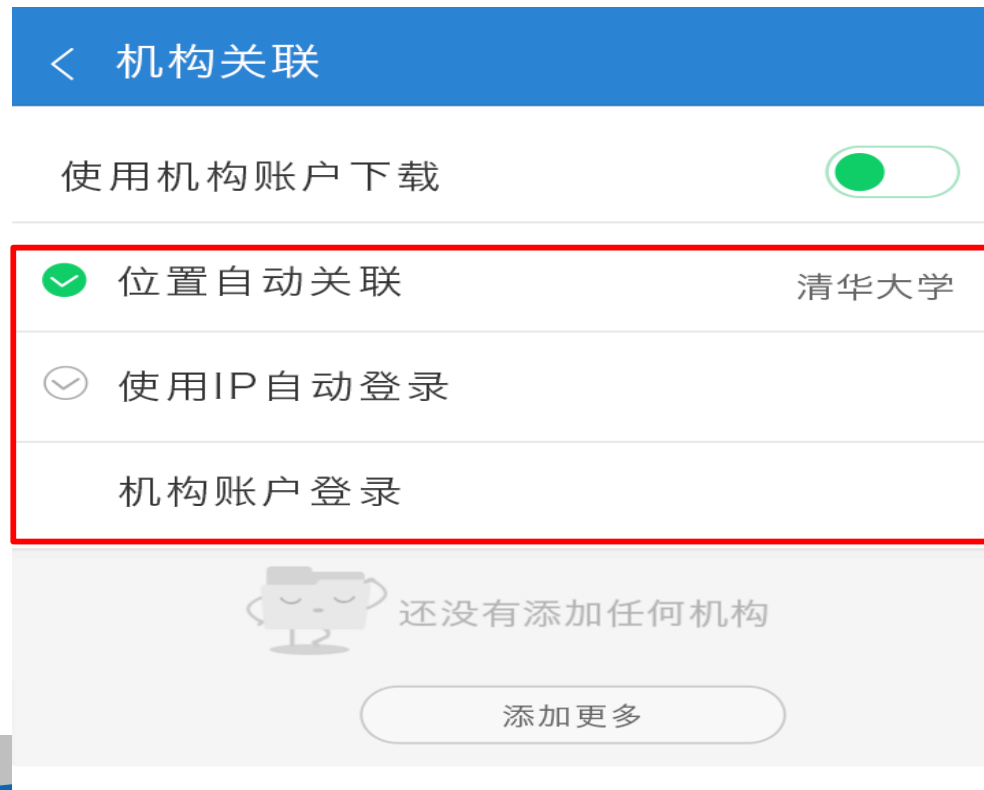 机构关联
使用机构账户下载
位置自动关联 清华大学
使用IP自动登录
机构账户登录
还没有添加任何机构
添加更多